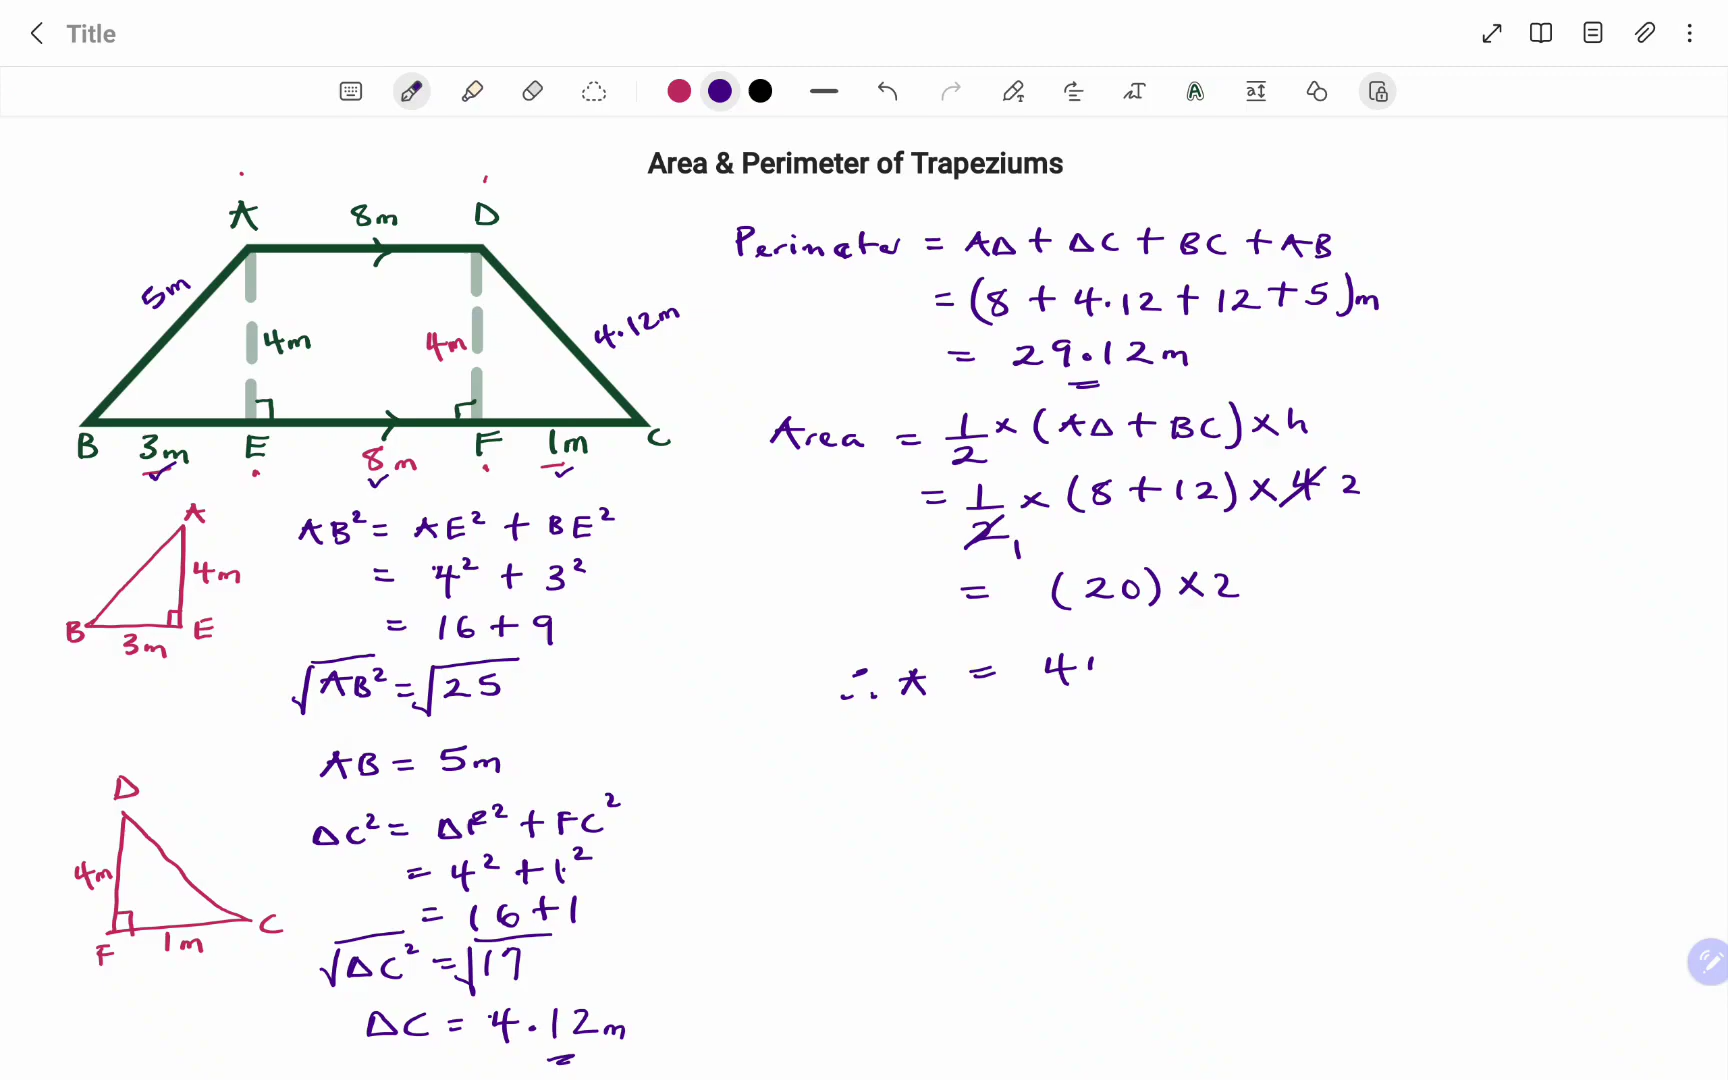 Title
Area & Perimeter of Trapeziums
A 8m D
5m
4m
4m
4.12m
B 3m E 8m F 1m C
Perimeter = AD + DC + BC + AB
= (8 + 4.12 + 12 + 5)m
= 29.12m
Area = 1/2 × (AD + BC) × h
= 1/2 × (8 + 12) × 4 2
1
= (20) × 2
∴ A = 4
A
4m
B 3m E
AB² = AE² + BE²
= 4² + 3²
= 16 + 9
√AB² = √25
AB = 5m
D
4m
F 1m C
DC² = DF² + FC²
= 4² + 1²
= 16 + 1
√DC² = √17
DC = 4.12m